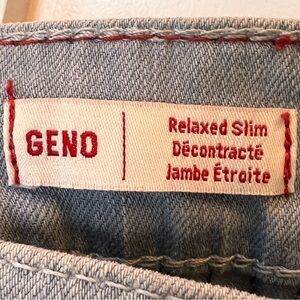 GENO
Relaxed Slim
Décontracté
Jambe Étroite